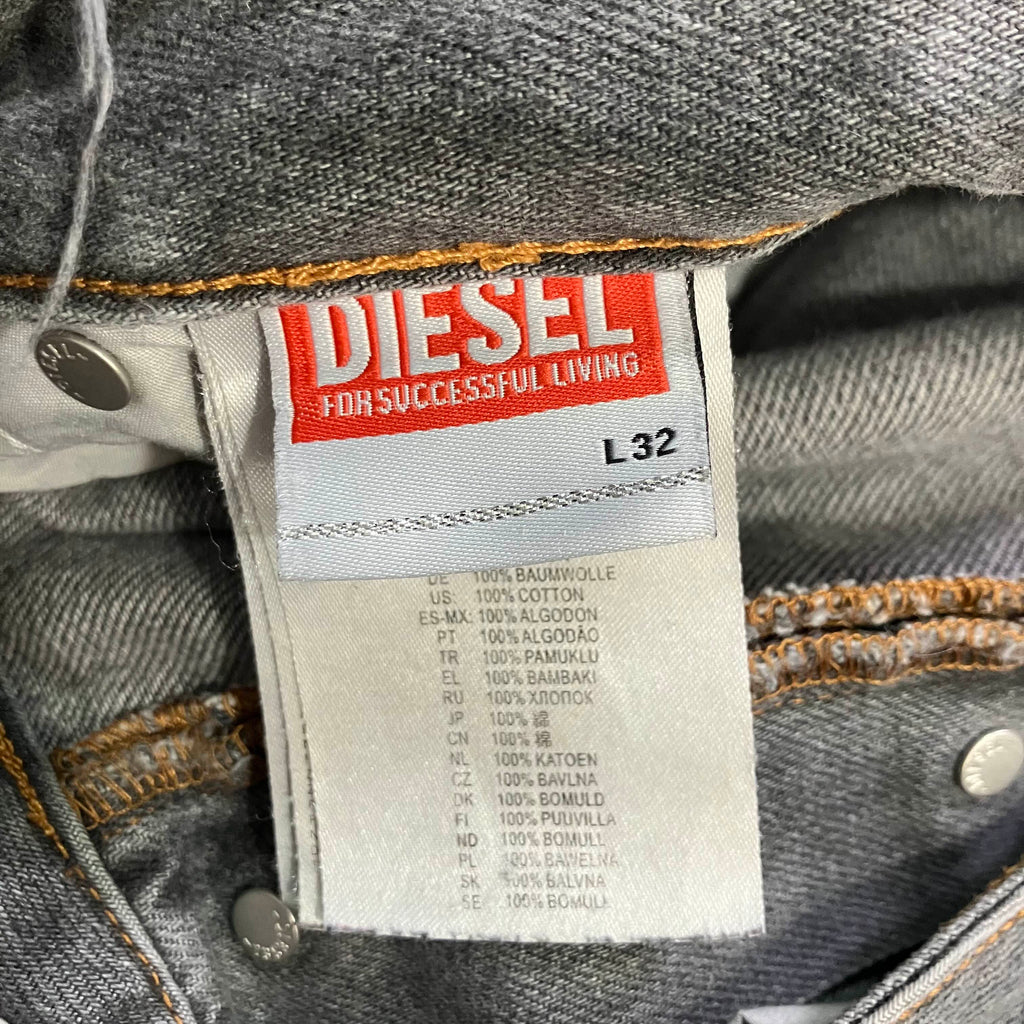 DIESEL
FOR SUCCESSFUL LIVING
L 32
DE 100% BAUMWOLLE
US: 100% COTTON
ES-MX: 100% ALGODON
PT 100% ALGODÃO
TR 100% PAMUKLU
EL 100% BAMBAKI
RU 100% ХЛОПОК
JP 100% 綿
CN 100% 棉
NL 100% KATOEN
CZ 100% BAVLNA
DK 100% BOMULD
FI 100% PUUVILLA
ND 100% BOMULL
PL 100% BAWELNA
SK 100% BALVNA
SE 100% BOMULL